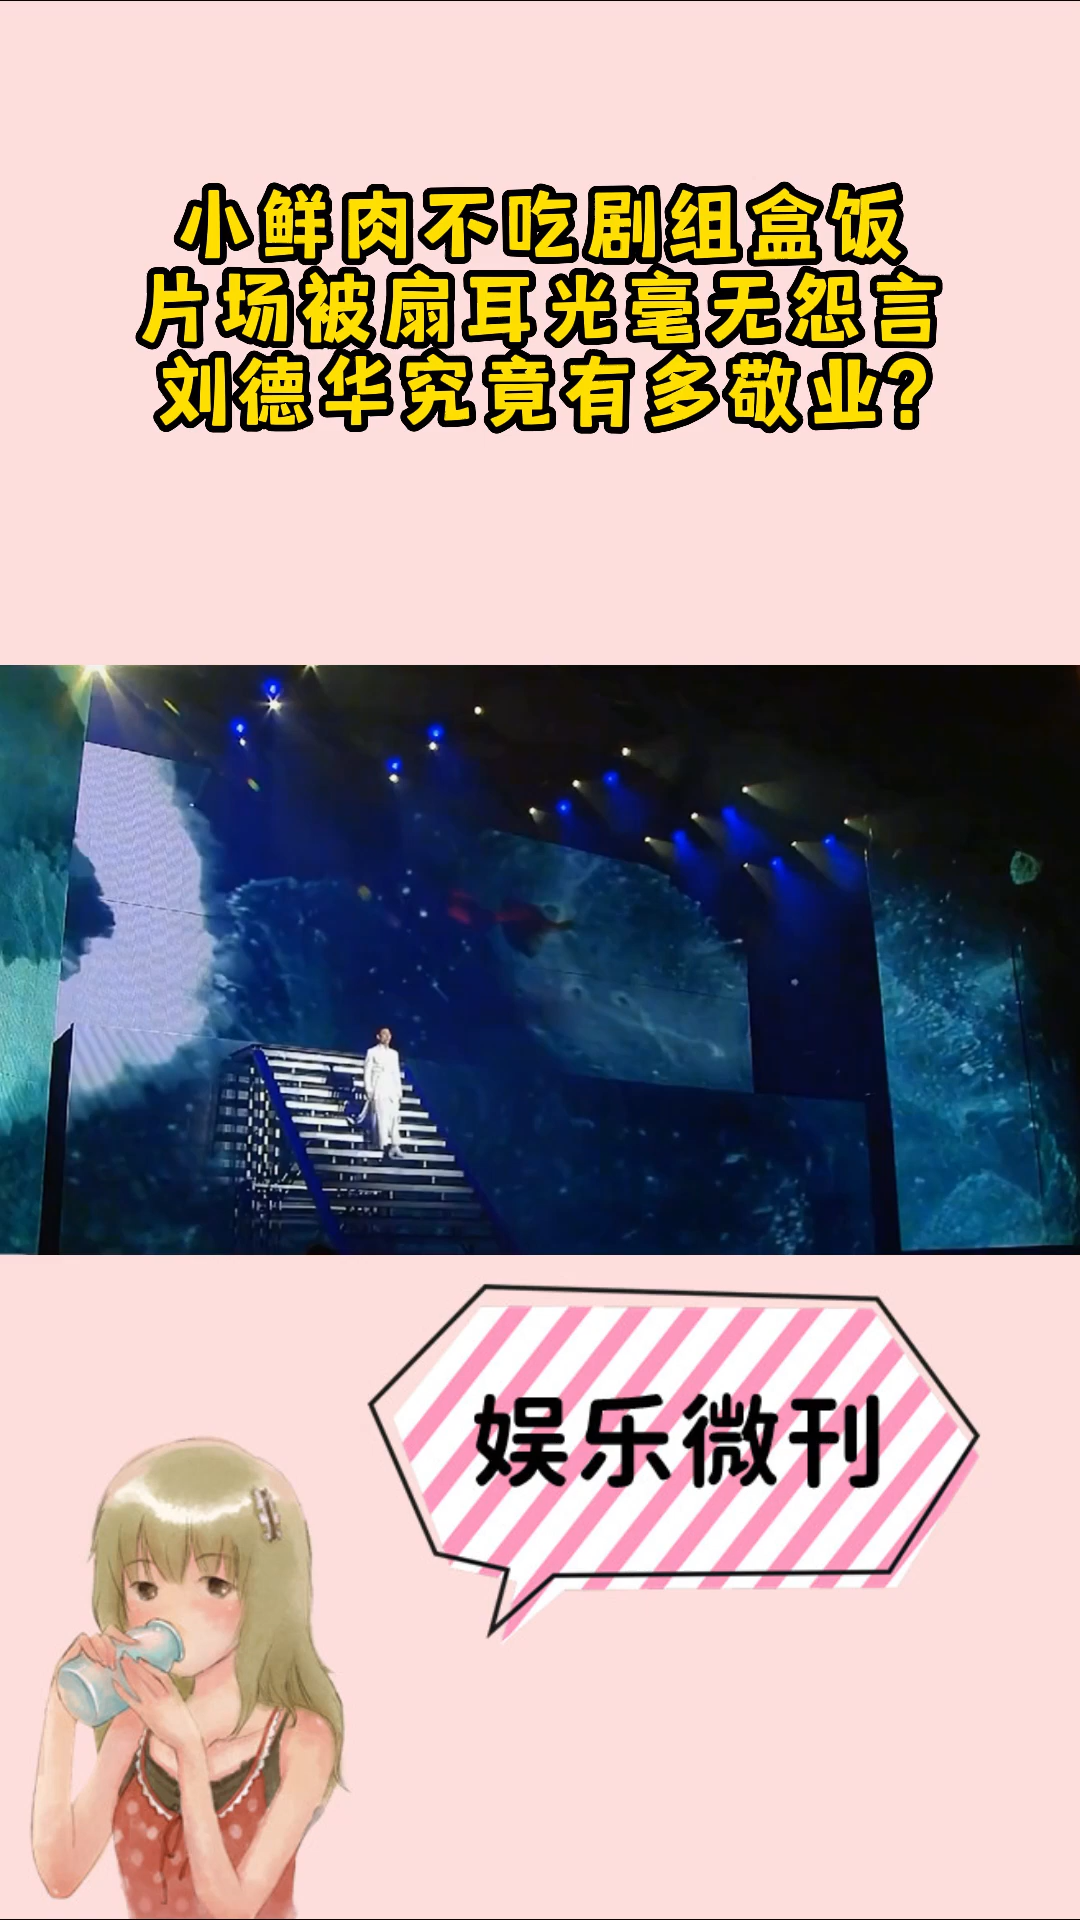 小鲜肉不吃剧组盒饭
片场被扇耳光毫无怨言
刘德华究竟有多敬业?
娱乐微刊